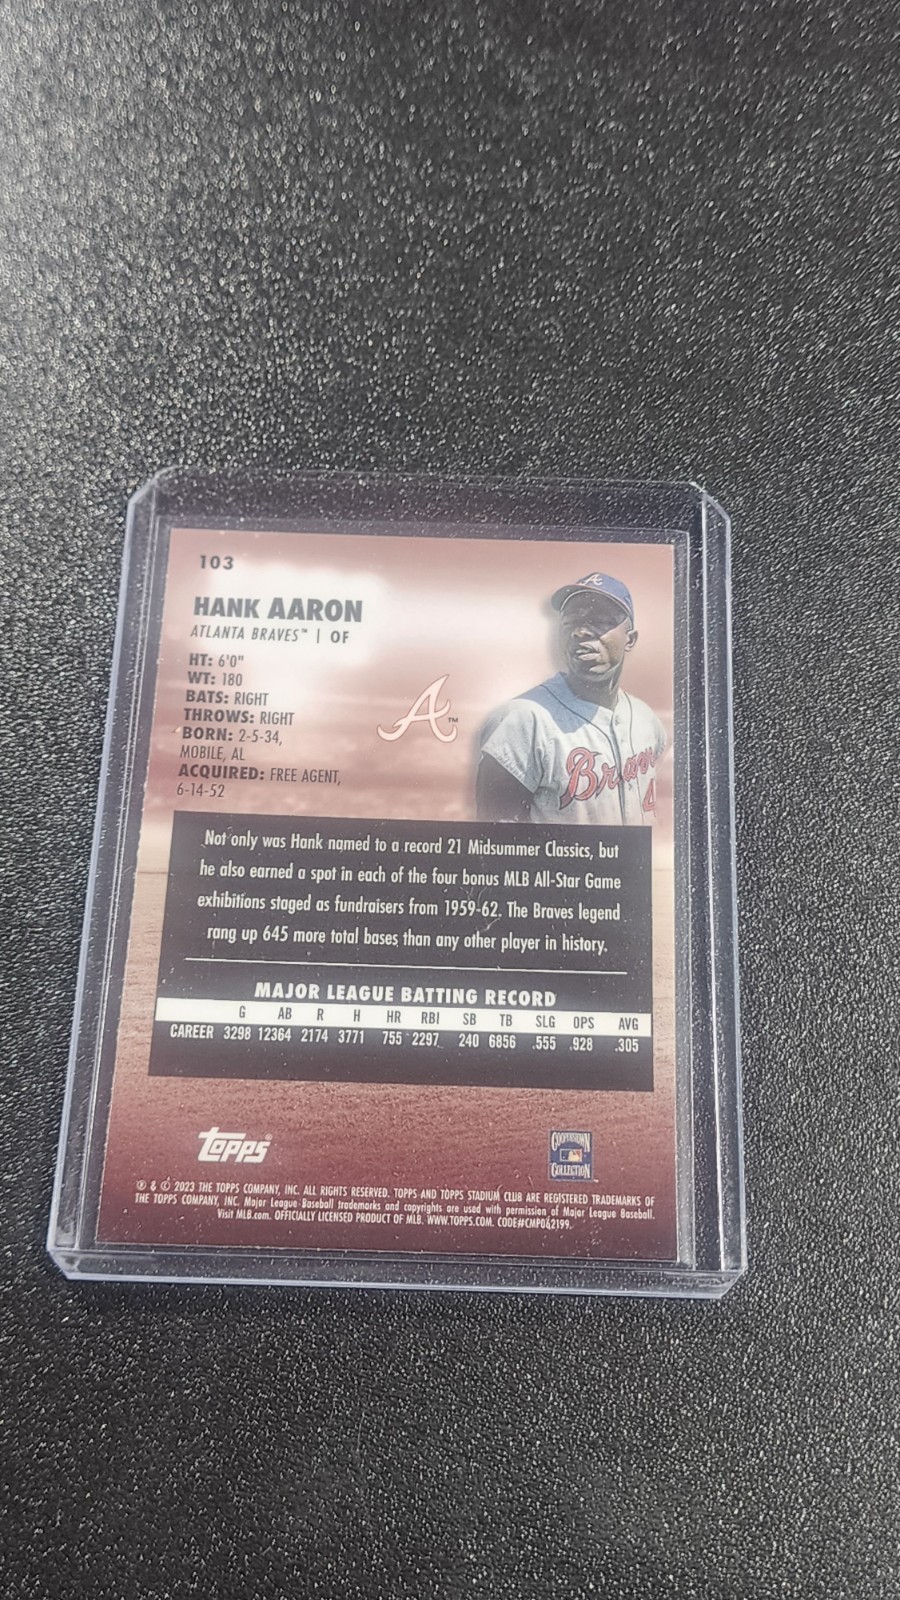 103
HANK AARON
ATLANTA BRAVES™ | OF
HT: 6'0"
WT: 180
BATS: RIGHT
THROWS: RIGHT
BORN: 2-5-34,
MOBILE, AL
ACQUIRED: FREE AGENT,
6-14-52
A™
A
Braves
4
Not only was Hank named to a record 21 Midsummer Classics, but
he also earned a spot in each of the four bonus MLB All-Star Game
exhibitions staged as fundraisers from 1959-62. The Braves legend
rang up 645 more total bases than any other player in history.
MAJOR LEAGUE BATTING RECORD
G AB R H HR RBI SB TB SLG OPS AVG
CAREER 3298 12364 2174 3771 755 2297 240 6856 .555 .928 .305
topps®
COOPERSTOWN
COLLECTION™
® & © 2023 THE TOPPS COMPANY, INC. ALL RIGHTS RESERVED. TOPPS AND TOPPS STADIUM CLUB ARE REGISTERED TRADEMARKS OF
THE TOPPS COMPANY, INC. Major League Baseball trademarks and copyrights are used with permission of Major League Baseball.
Visit MLB.com. OFFICIALLY LICENSED PRODUCT OF MLB. WWW.TOPPS.COM. CODE#CMP062199.